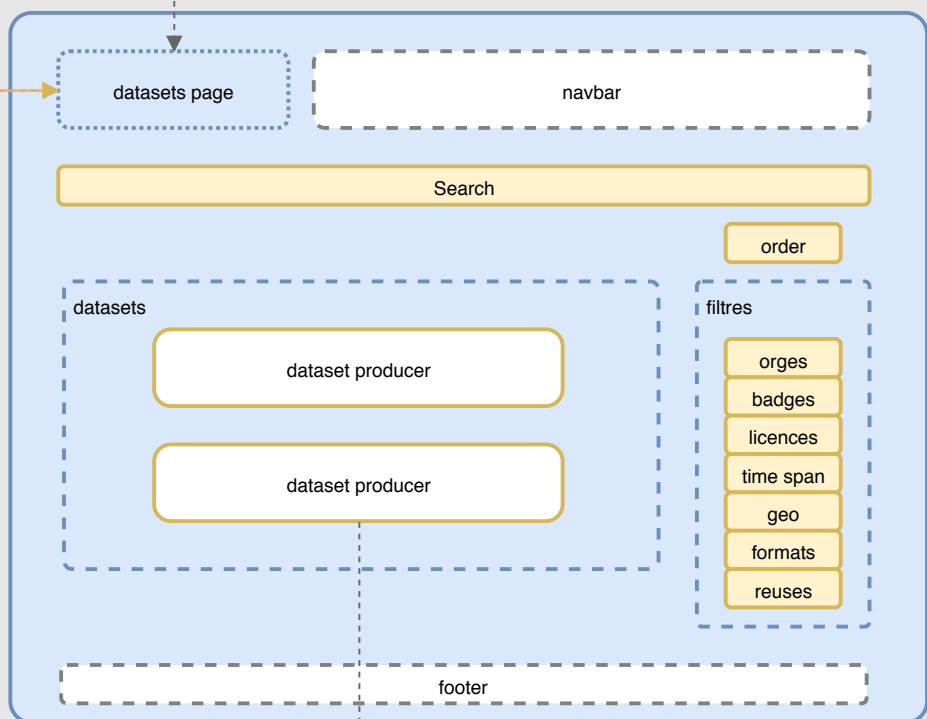 datasets page
navbar
Search
order
datasets
filtres
dataset producer
dataset producer
orges
badges
licences
time span
geo
formats
reuses
footer